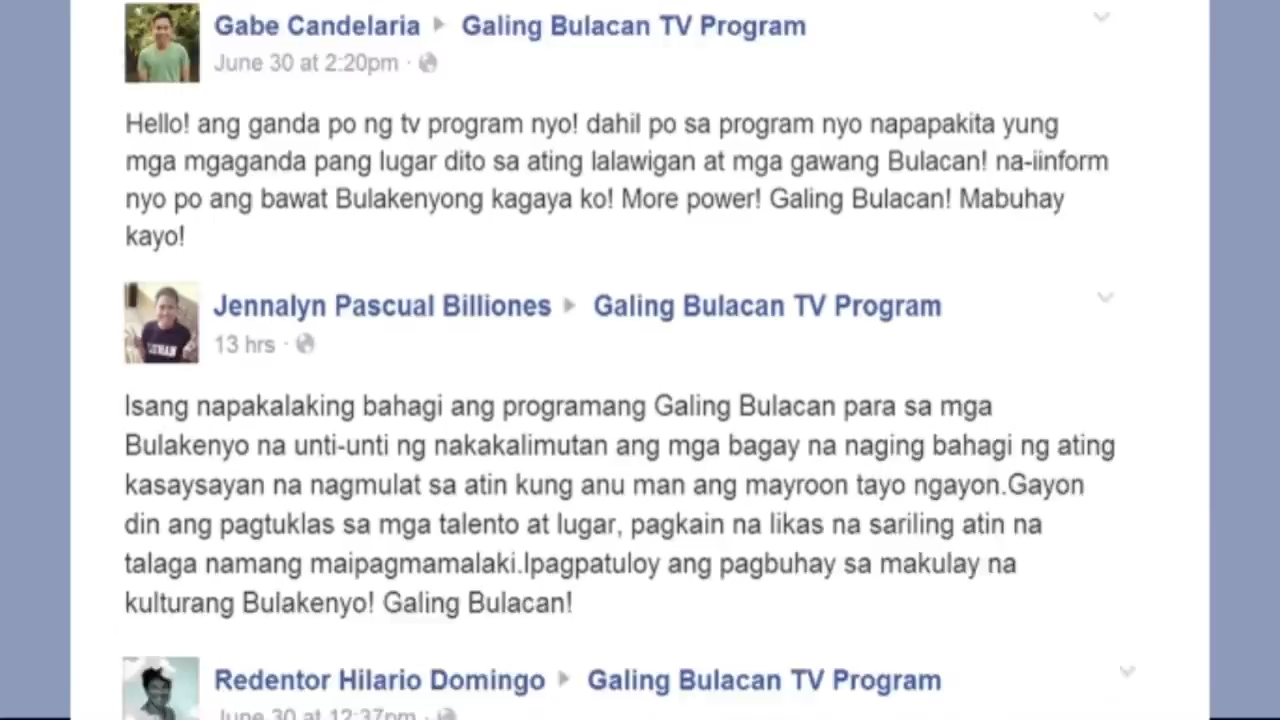 Gabe Candelaria ▸ Galing Bulacan TV Program
June 30 at 2:20pm ·
Hello! ang ganda po ng tv program nyo! dahil po sa program nyo napapakita yung
mga mgaganda pang lugar dito sa ating lalawigan at mga gawang Bulacan! na-iinform
nyo po ang bawat Bulakenyong kagaya ko! More power! Galing Bulacan! Mabuhay
kayo!
Jennalyn Pascual Billiones ▸ Galing Bulacan TV Program
13 hrs ·
Isang napakalaking bahagi ang programang Galing Bulacan para sa mga
Bulakenyo na unti-unti ng nakakalimutan ang mga bagay na naging bahagi ng ating
kasaysayan na nagmulat sa atin kung anu man ang mayroon tayo ngayon.Gayon
din ang pagtuklas sa mga talento at lugar, pagkain na likas na sariling atin na
talaga namang maipagmamalaki.Ipagpatuloy ang pagbuhay sa makulay na
kulturang Bulakenyo! Galing Bulacan!
Redentor Hilario Domingo ▸ Galing Bulacan TV Program
June 30 at 12:37pm ·